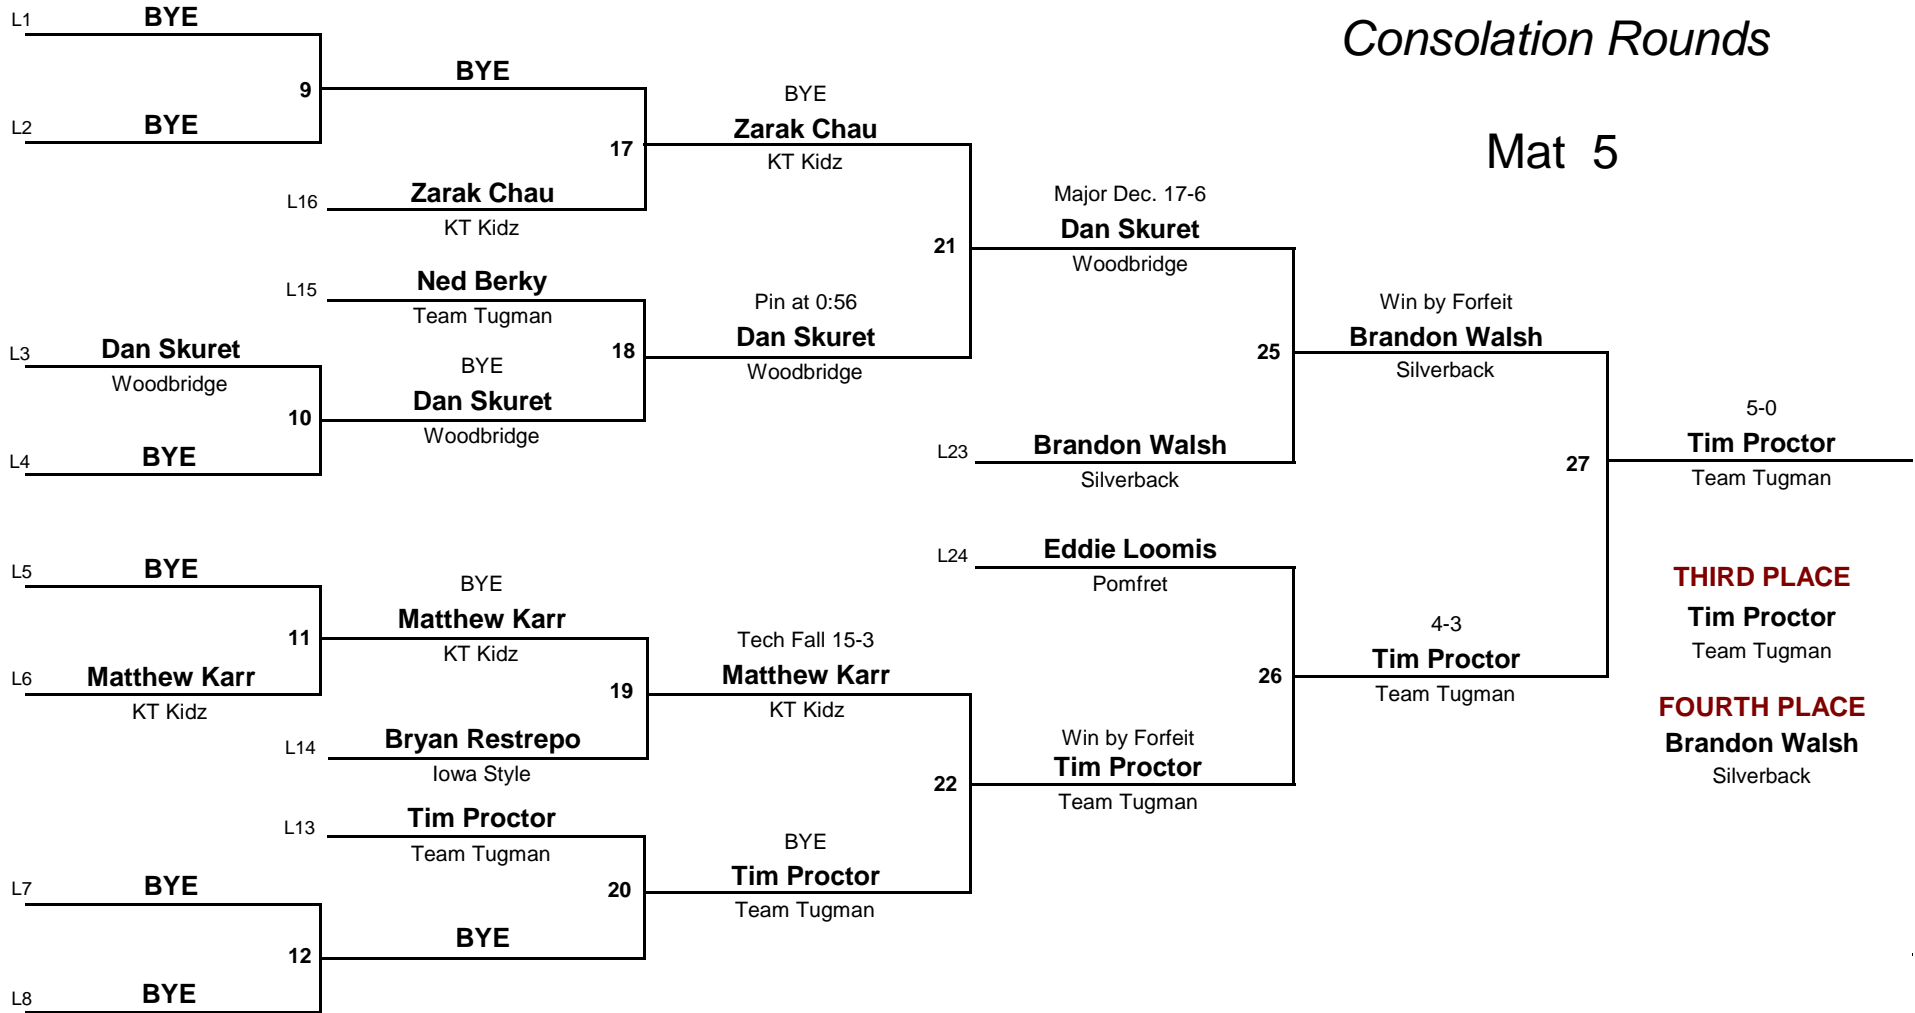 Consolation Rounds
Mat 5
L1
BYE
9
L2
BYE
BYE
17
L16
Zarak Chau
KT Kidz
BYE
Zarak Chau
KT Kidz
L15
Ned Berky
Team Tugman
L3
Dan Skuret
Woodbridge
10
L4
BYE
BYE
Dan Skuret
Woodbridge
18
Pin at 0:56
Dan Skuret
Woodbridge
21
Major Dec. 17-6
Dan Skuret
Woodbridge
L23
Brandon Walsh
Silverback
25
Win by Forfeit
Brandon Walsh
Silverback
L5
BYE
11
L6
Matthew Karr
KT Kidz
BYE
Matthew Karr
KT Kidz
19
L14
Bryan Restrepo
Iowa Style
Tech Fall 15-3
Matthew Karr
KT Kidz
L13
Tim Proctor
Team Tugman
L7
BYE
12
L8
BYE
BYE
20
BYE
Tim Proctor
Team Tugman
22
Win by Forfeit
Tim Proctor
Team Tugman
L24
Eddie Loomis
Pomfret
26
4-3
Tim Proctor
Team Tugman
27
5-0
Tim Proctor
Team Tugman
THIRD PLACE
Tim Proctor
Team Tugman
FOURTH PLACE
Brandon Walsh
Silverback